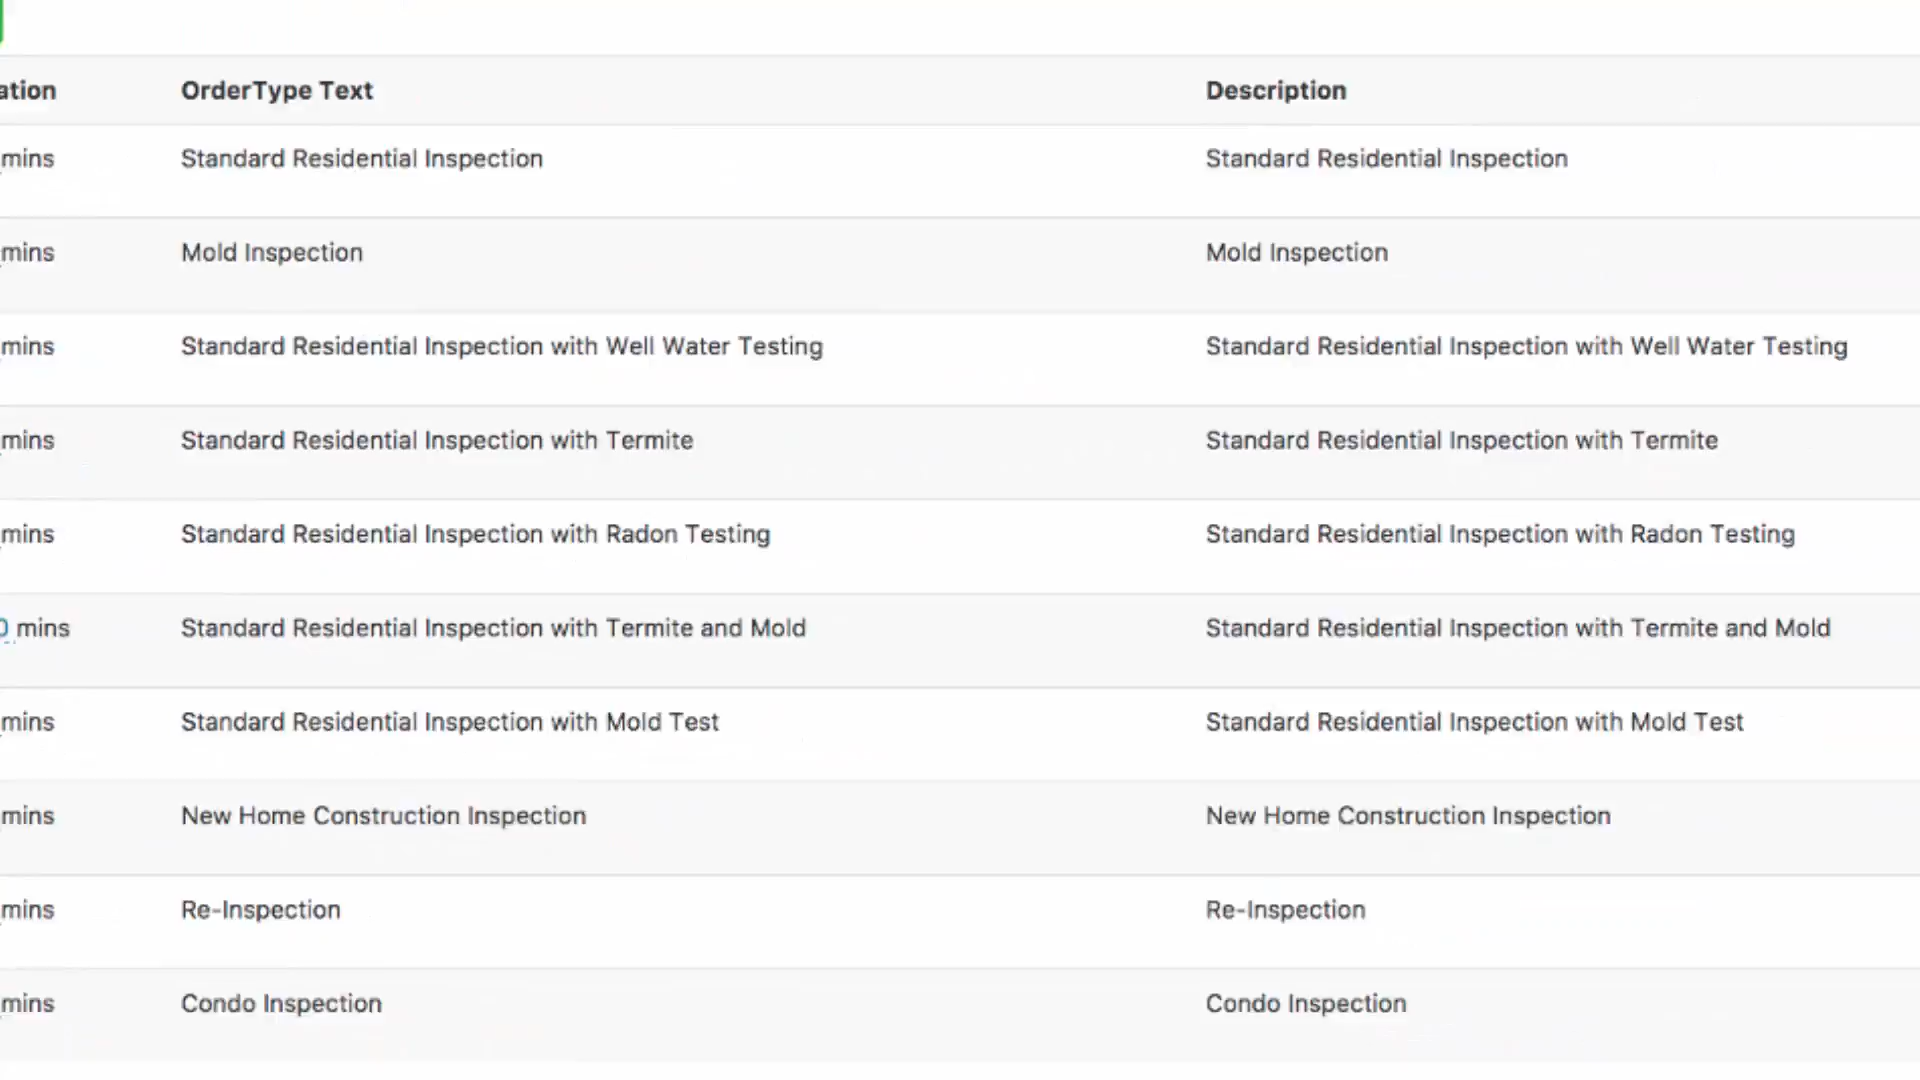 OrderType Text Description
mins Standard Residential Inspection Standard Residential Inspection
mins Mold Inspection Mold Inspection
mins Standard Residential Inspection with Well Water Testing Standard Residential Inspection with Well Water Testing
mins Standard Residential Inspection with Termite Standard Residential Inspection with Termite
mins Standard Residential Inspection with Radon Testing Standard Residential Inspection with Radon Testing
mins Standard Residential Inspection with Termite and Mold Standard Residential Inspection with Termite and Mold
mins Standard Residential Inspection with Mold Test Standard Residential Inspection with Mold Test
mins New Home Construction Inspection New Home Construction Inspection
mins Re-Inspection Re-Inspection
mins Condo Inspection Condo Inspection